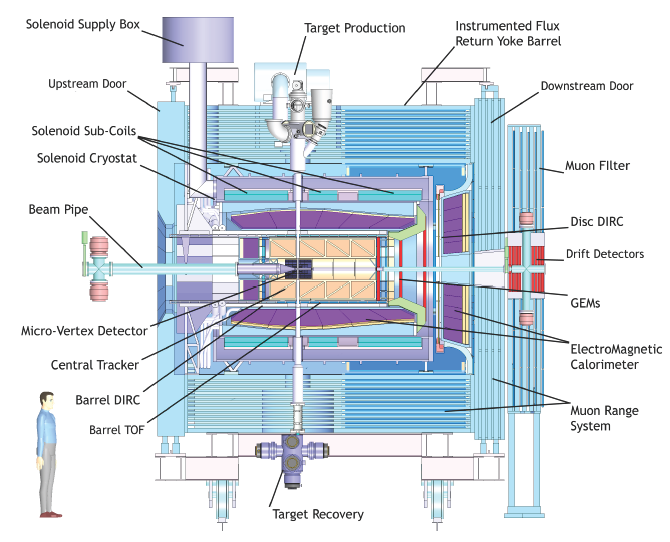 Solenoid Supply Box
Target Production
Instrumented Flux
Return Yoke Barrel
Upstream Door
Downstream Door
Solenoid Sub-Coils
Solenoid Cryostat
Muon FIlter
Beam Pipe
Disc DIRC
Drift Detectors
GEMs
Micro-Vertex Detector
ElectroMagnetic
Calorimeter
Central Tracker
Barrel DIRC
Muon Range
System
Barrel TOF
Target Recovery